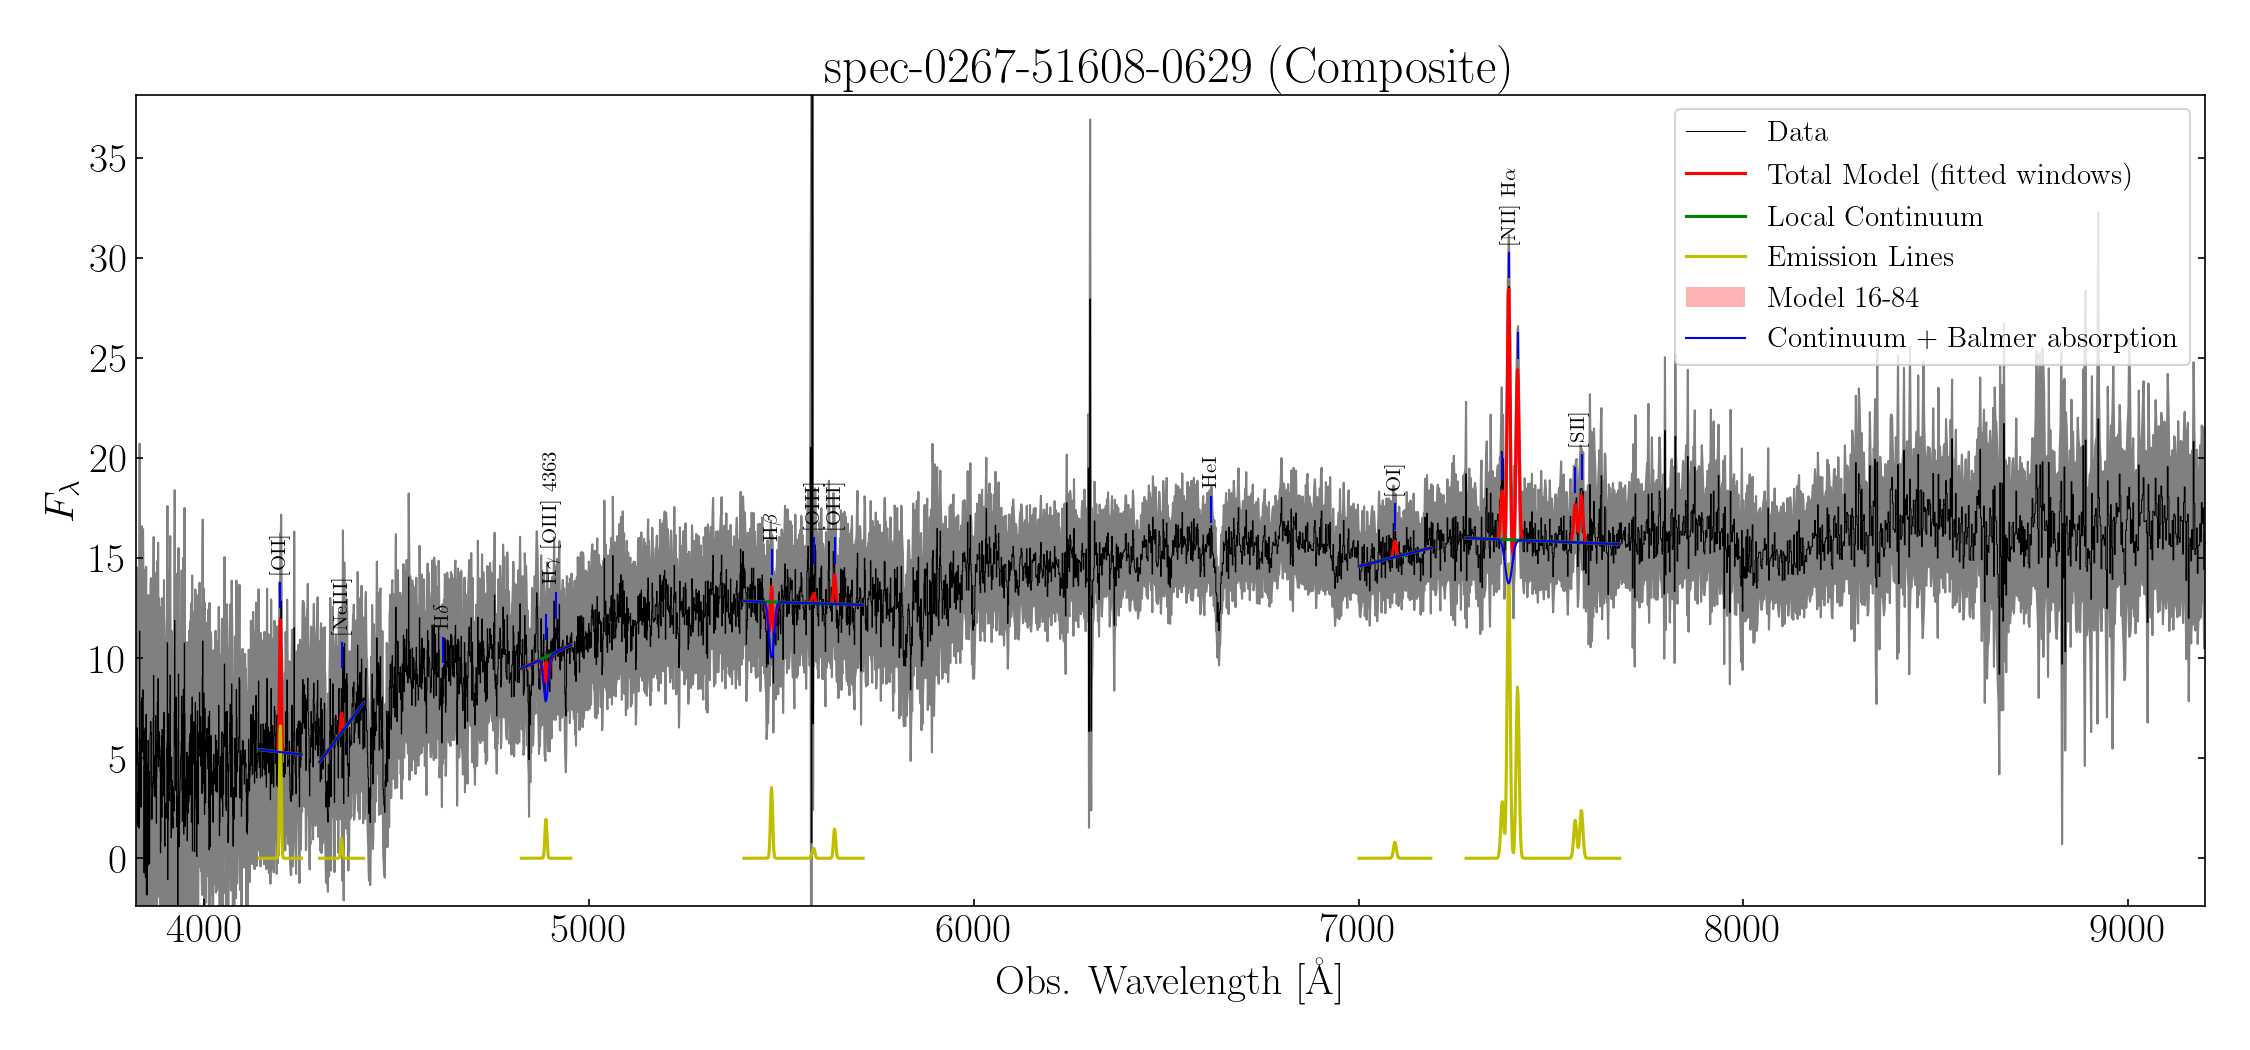 spec-0267-51608-0629 (Composite)
Data
Total Model (fitted windows)
Local Continuum
Emission Lines
Model 16-84
Continuum + Balmer absorption
[OII]
[NeIII]
Hδ
Hγ
[OIII] 4363
Hβ
[OIII]
[OIII]
HeI
[OI]
[NII] Hα
[SII]
35
30
25
20
15
10
5
0
F_λ
4000 5000 6000 7000 8000 9000
Obs. Wavelength [Å]